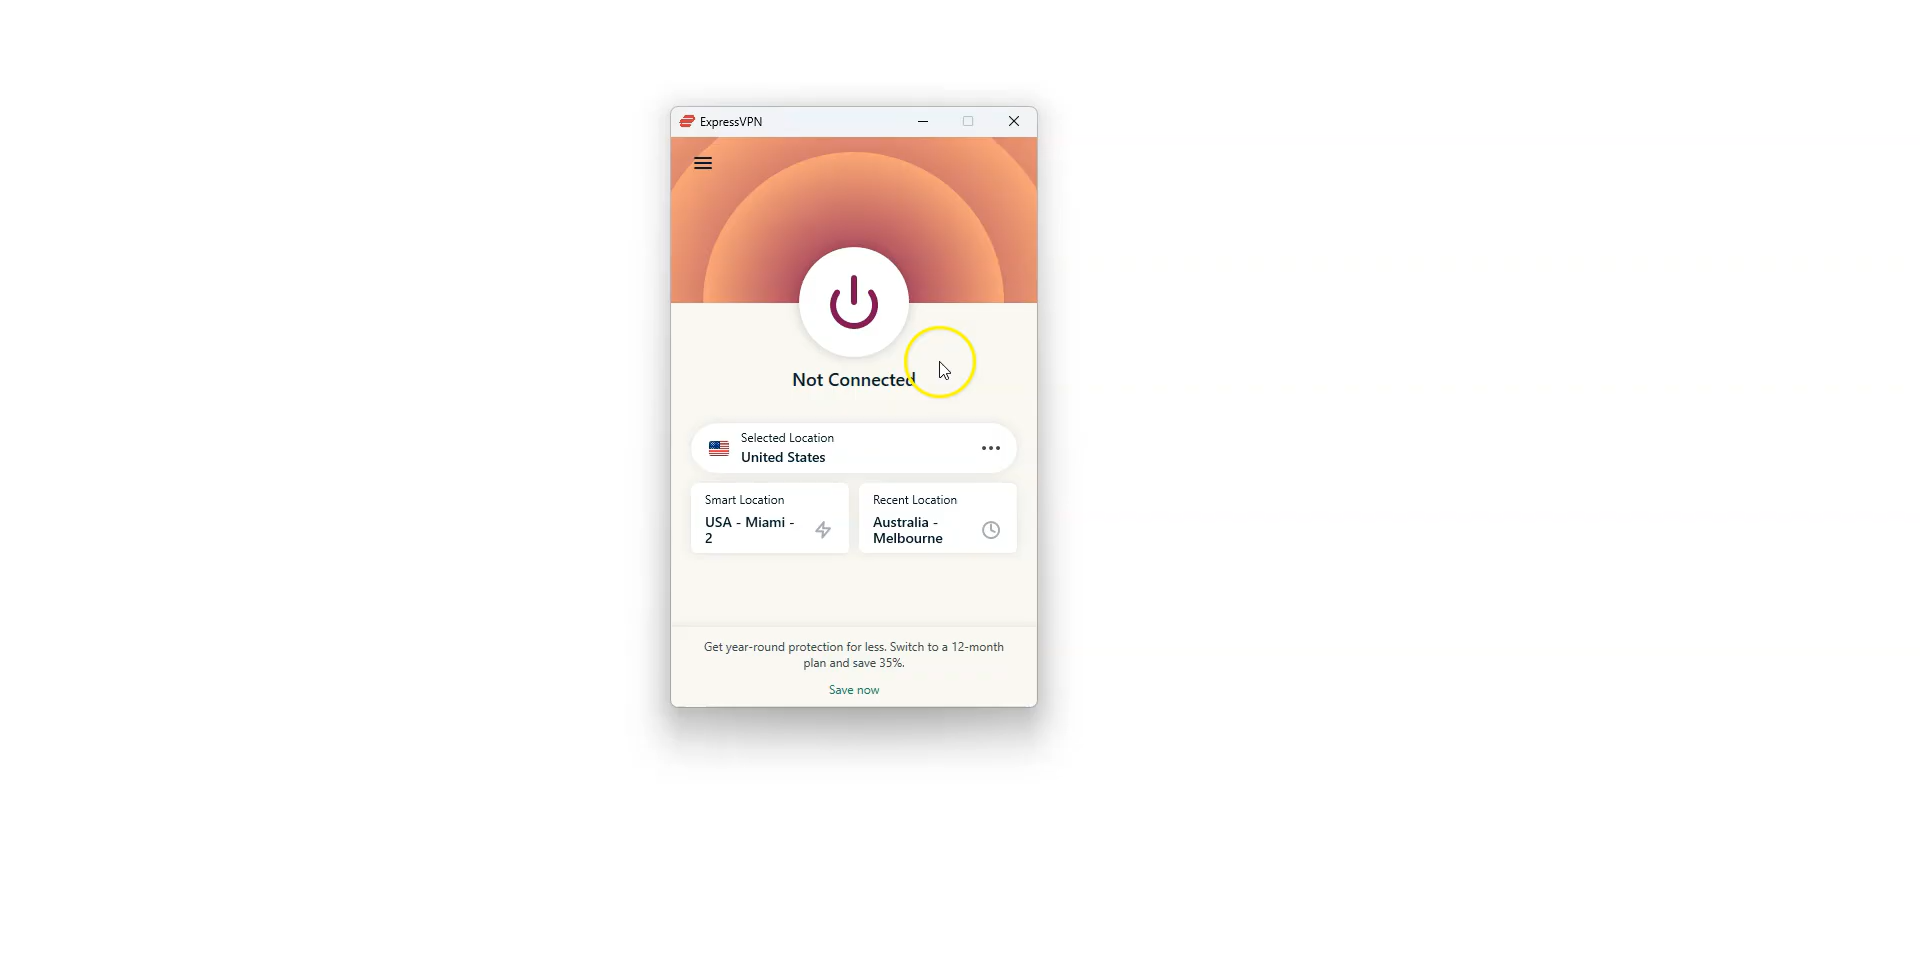 ExpressVPN
Not Connected
Selected Location
United States
Smart Location
USA - Miami -
2
Recent Location
Australia -
Melbourne
Get year-round protection for less. Switch to a 12-month
plan and save 35%.
Save now